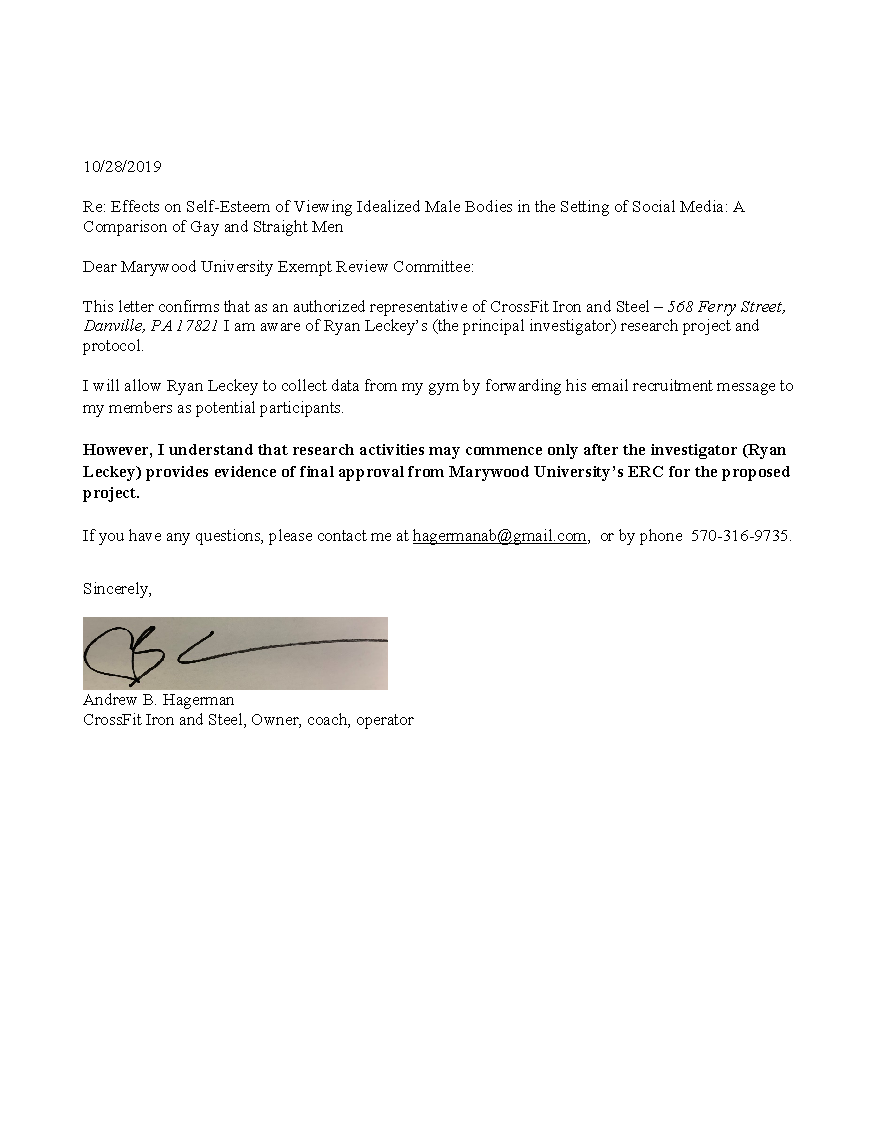 10/28/2019
Re: Effects on Self-Esteem of Viewing Idealized Male Bodies in the Setting of Social Media: A
Comparison of Gay and Straight Men
Dear Marywood University Exempt Review Committee:
This letter confirms that as an authorized representative of CrossFit Iron and Steel – 568 Ferry Street,
Danville, PA 17821 I am aware of Ryan Leckey’s (the principal investigator) research project and
protocol.
I will allow Ryan Leckey to collect data from my gym by forwarding his email recruitment message to
my members as potential participants.
However, I understand that research activities may commence only after the investigator (Ryan
Leckey) provides evidence of final approval from Marywood University’s ERC for the proposed
project.
If you have any questions, please contact me at hagermanab@gmail.com,  or by phone  570-316-9735.
Sincerely,
Andrew B. Hagerman
CrossFit Iron and Steel, Owner, coach, operator